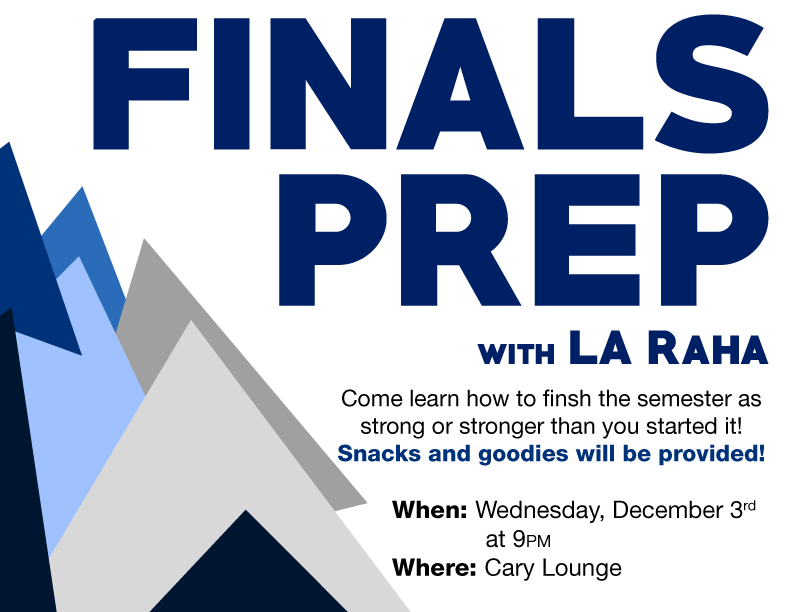 FINALS
PREP
WITH LA RAHA
Come learn how to finsh the semester as
strong or stronger than you started it!
Snacks and goodies will be provided!
When: Wednesday, December 3rd
at 9PM
Where: Cary Lounge